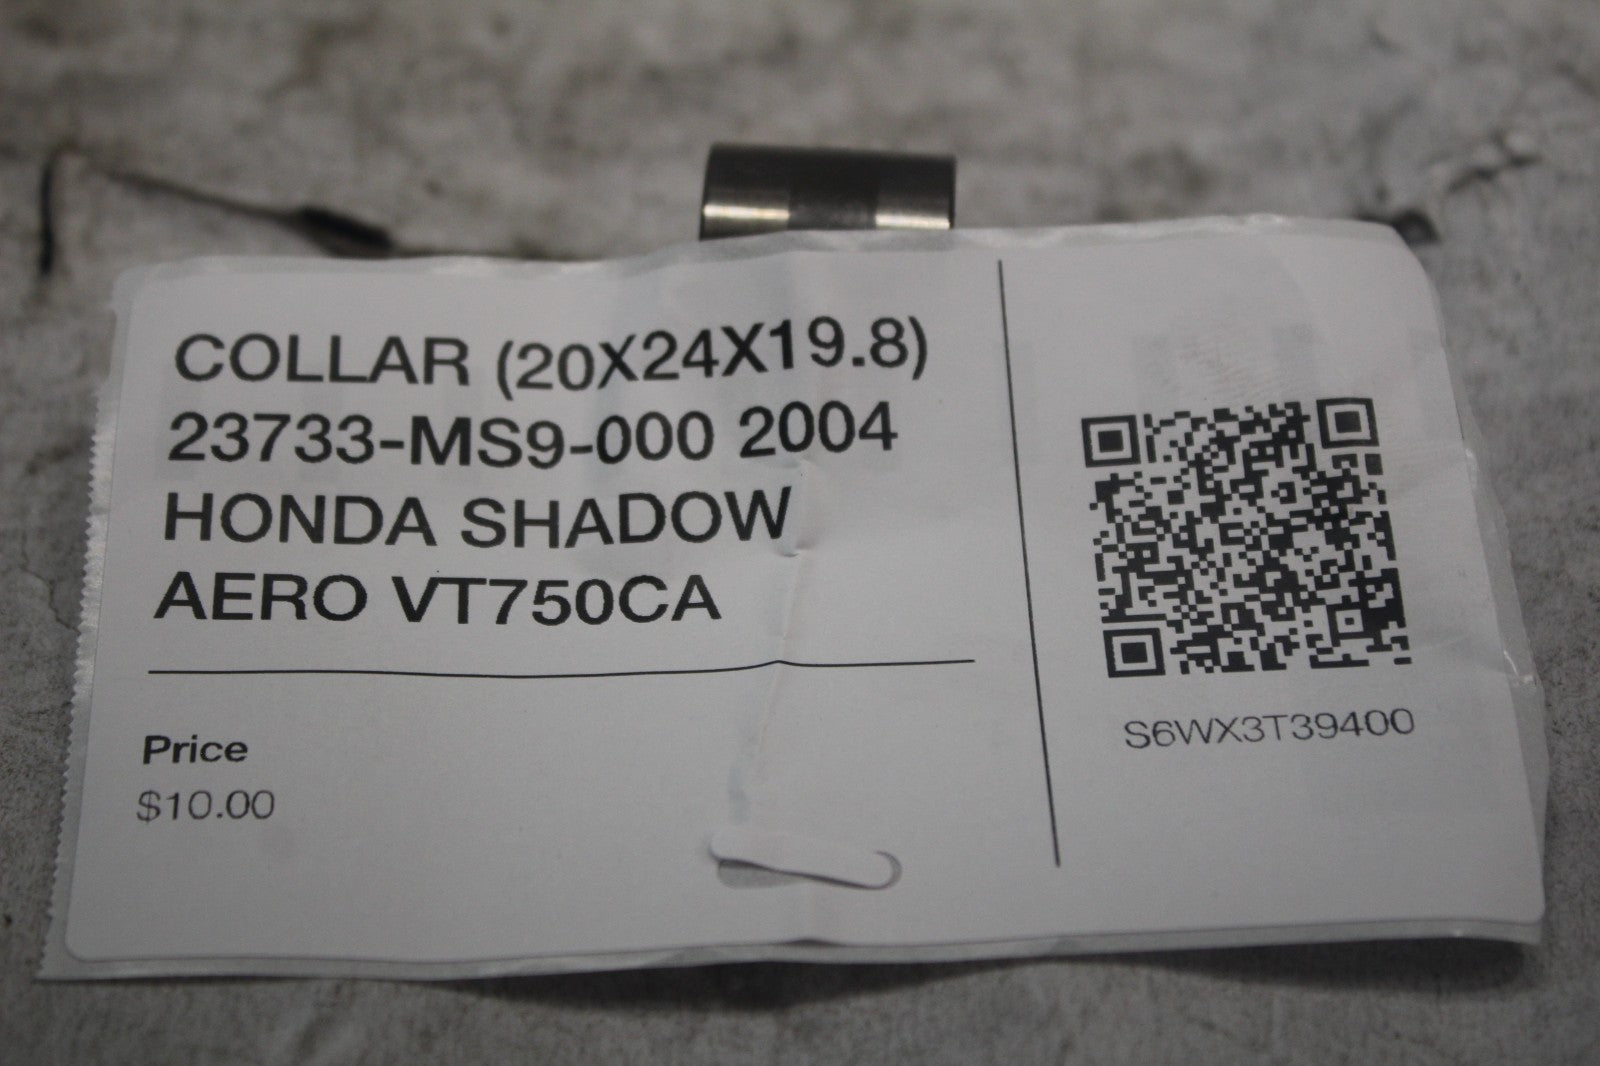 COLLAR (20X24X19.8)
23733-MS9-000 2004
HONDA SHADOW
AERO VT750CA
Price
$10.00
S6WX3T39400